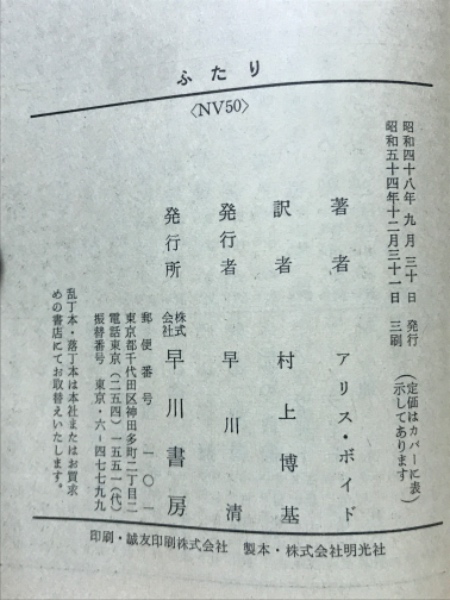 ふたり
〈NV50〉
昭和四十八年九月三十日 発行
昭和五十四年十二月三十一日 三刷
(定価はカバーに表
示してあります)
著者 アリス・ボイド
訳者 村上博基
発行者 早川清
発行所 株式会社 早川書房
郵便番号 一〇一
東京都千代田区神田多町二丁目二
電話東京(二五四)一五五一(代)
振替番号 東京・六―四七七九九
乱丁本・落丁本は本社またはお買求
めの書店にてお取替えいたします。
印刷・誠友印刷株式会社 製本・株式会社明光社